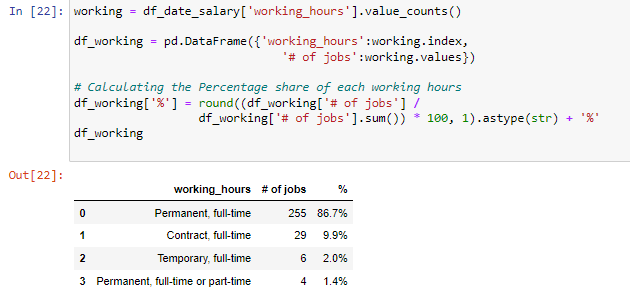 In [22]: working = df_date_salary['working_hours'].value_counts()
df_working = pd.DataFrame({'working_hours':working.index,
'# of jobs':working.values})
# Calculating the Percentage share of each working hours
df_working['%'] = round((df_working['# of jobs'] /
df_working['# of jobs'].sum()) * 100, 1).astype(str) + '%'
df_working
Out[22]:
working_hours # of jobs %
0 Permanent, full-time 255 86.7%
1 Contract, full-time 29 9.9%
2 Temporary, full-time 6 2.0%
3 Permanent, full-time or part-time 4 1.4%